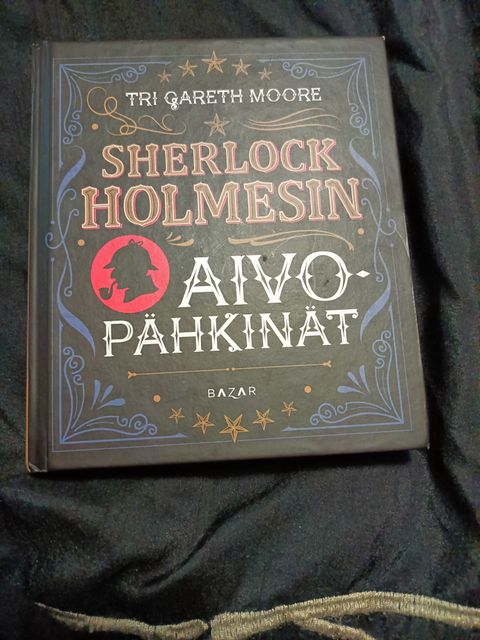 TRI GARETH MOORE
SHERLOCK
HOLMESIN
AIVO-
PÄHKINÄT
BAZAR